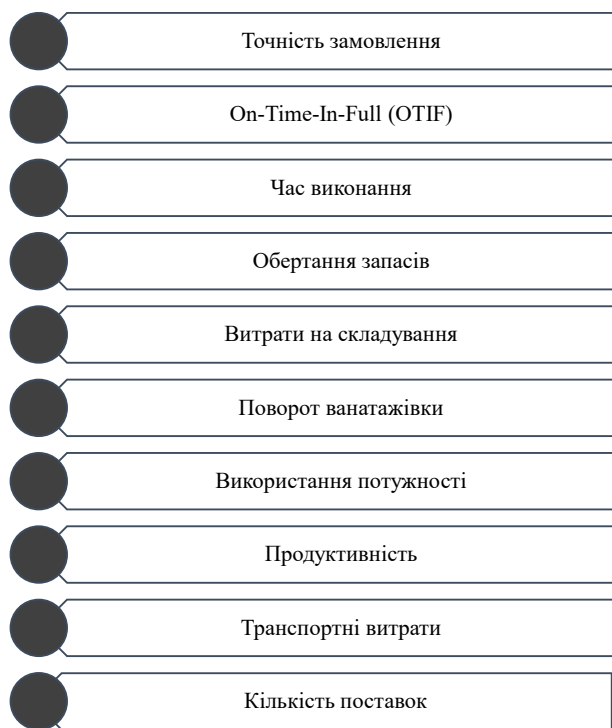 Точність замовлення
On-Time-In-Full (OTIF)
Час виконання
Обертання запасів
Витрати на складування
Поворот ванатажівки
Використання потужності
Продуктивність
Транспортні витрати
Кількість поставок